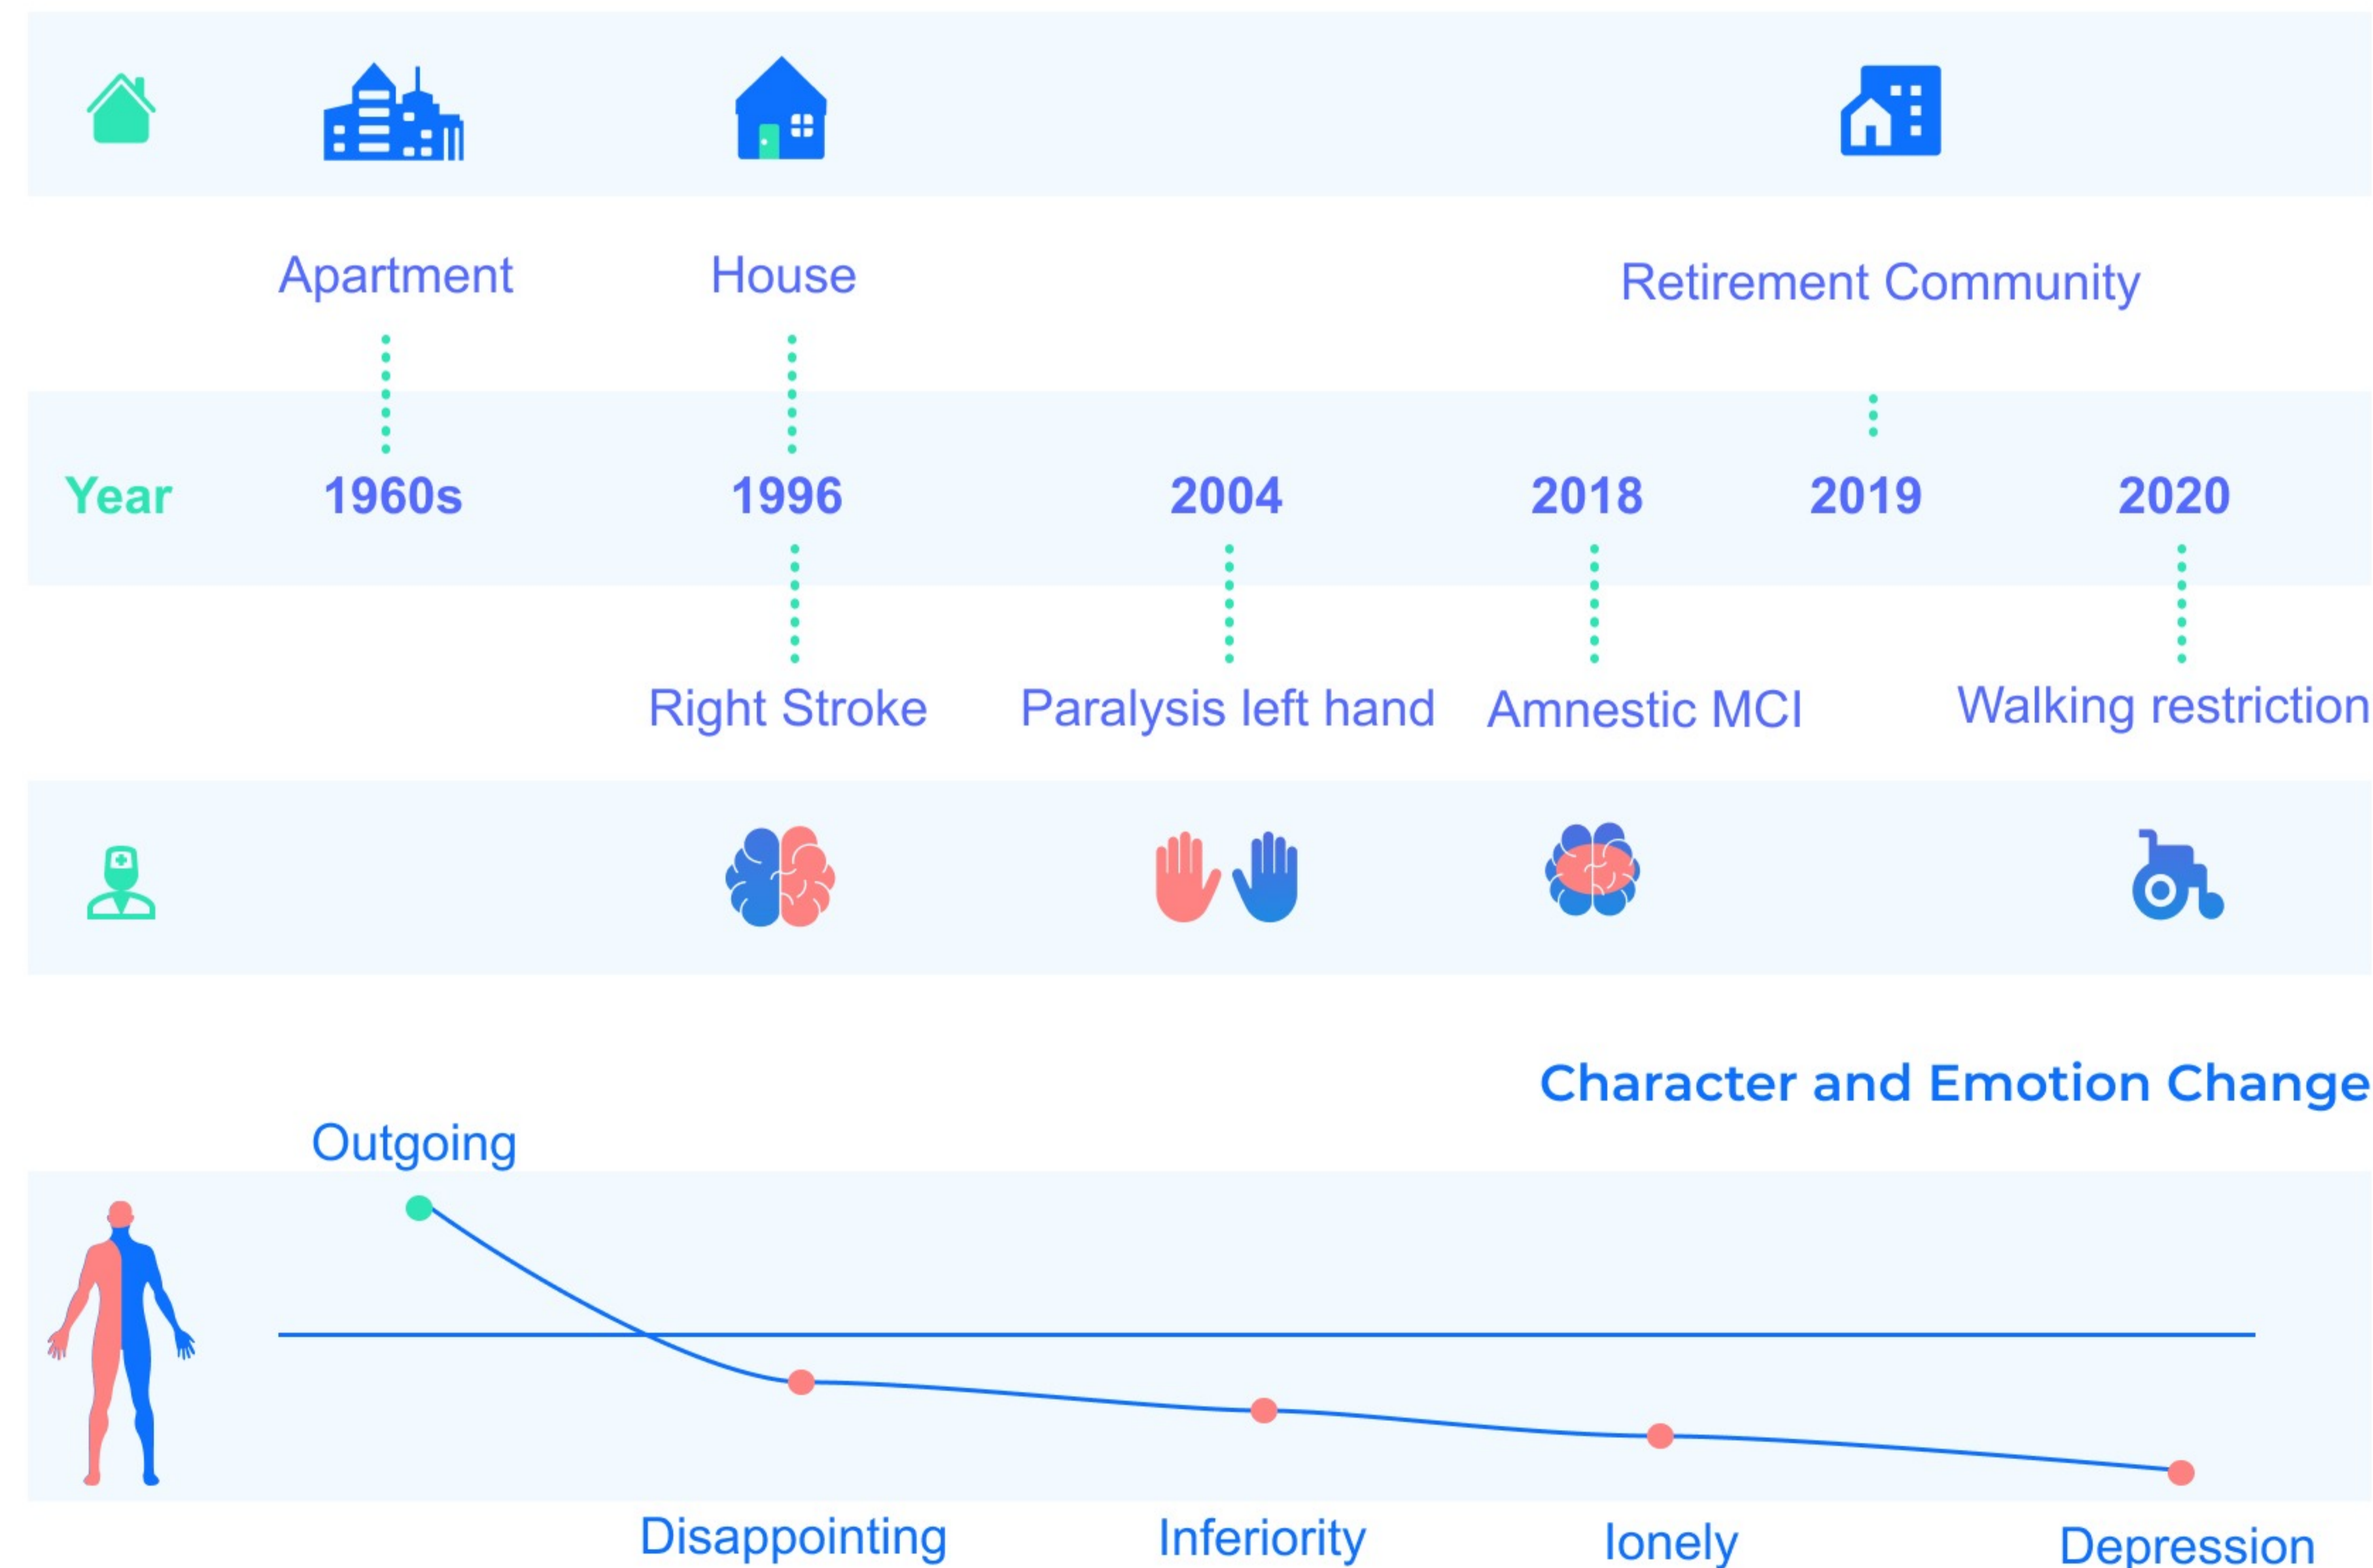 Apartment House Retirement Community
Year 1960s 1996 2004 2018 2019 2020
Right Stroke Paralysis left hand Amnestic MCI Walking restriction
Character and Emotion Change
Outgoing
Disappointing Inferiority lonely Depression